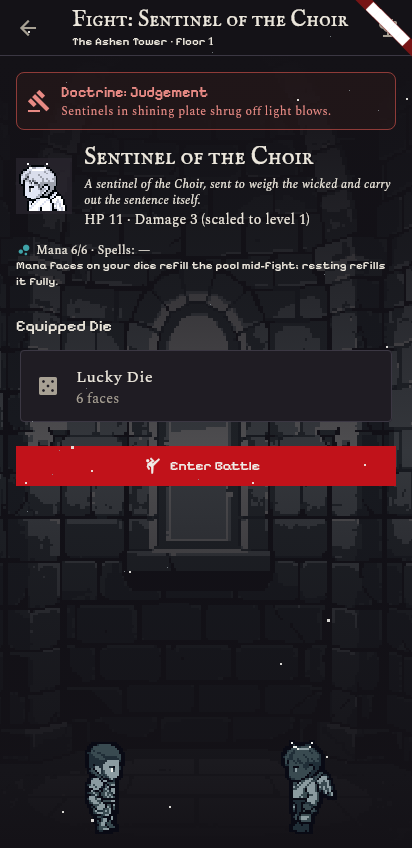 Fight: Sentinel of the Choir
The Ashen Tower · Floor 1
Doctrine: Judgement
Sentinels in shining plate shrug off light blows.
Sentinel of the Choir
A sentinel of the Choir, sent to weigh the wicked and carry
out the sentence itself.
HP 11 · Damage 3 (scaled to level 1)
Mana 6/6 · Spells: —
Mana faces on your dice refill the pool mid-fight; resting refills
it fully.
Equipped Die
Lucky Die
6 faces
Enter Battle